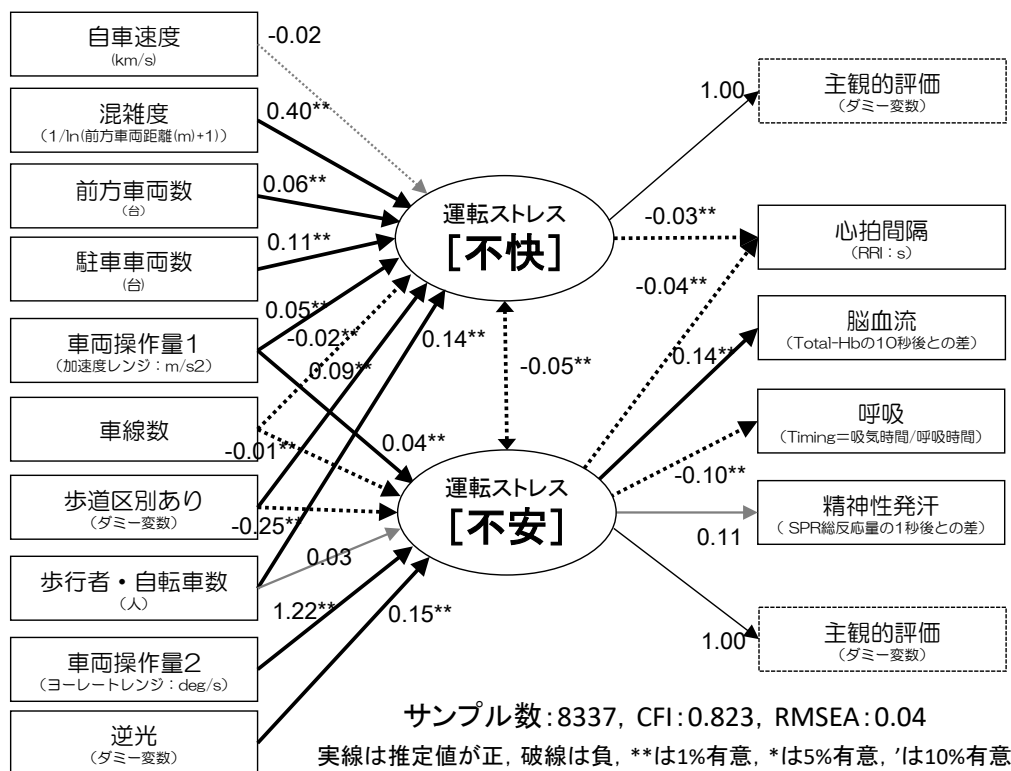 自車速度
(km/s)
混雑度
(1/ln(前方車両距離(m)+1))
前方車両数
(台)
駐車車両数
(台)
車両操作量1
(加速度レンジ：m/s2)
車線数
歩道区別あり
(ダミー変数)
歩行者・自転車数
(人)
車両操作量2
(ヨーレートレンジ：deg/s)
逆光
(ダミー変数)
-0.02
0.40**
0.06**
0.11**
0.05**
-0.02**
0.09**
0.14**
-0.01**
0.04**
-0.25**
0.03
1.22**
0.15**
運転ストレス
［不快］
-0.05**
運転ストレス
［不安］
1.00
-0.03**
-0.04**
0.14**
-0.10**
0.11
1.00
主観的評価
(ダミー変数)
心拍間隔
(RRI：s)
脳血流
(Total-Hbの10秒後との差)
呼吸
(Timing＝吸気時間/呼吸時間)
精神性発汗
( SPR総反応量の1秒後との差)
主観的評価
(ダミー変数)
サンプル数：8337, CFI：0.823, RMSEA：0.04
実線は推定値が正, 破線は負, **は1%有意, *は5%有意, ’は10%有意